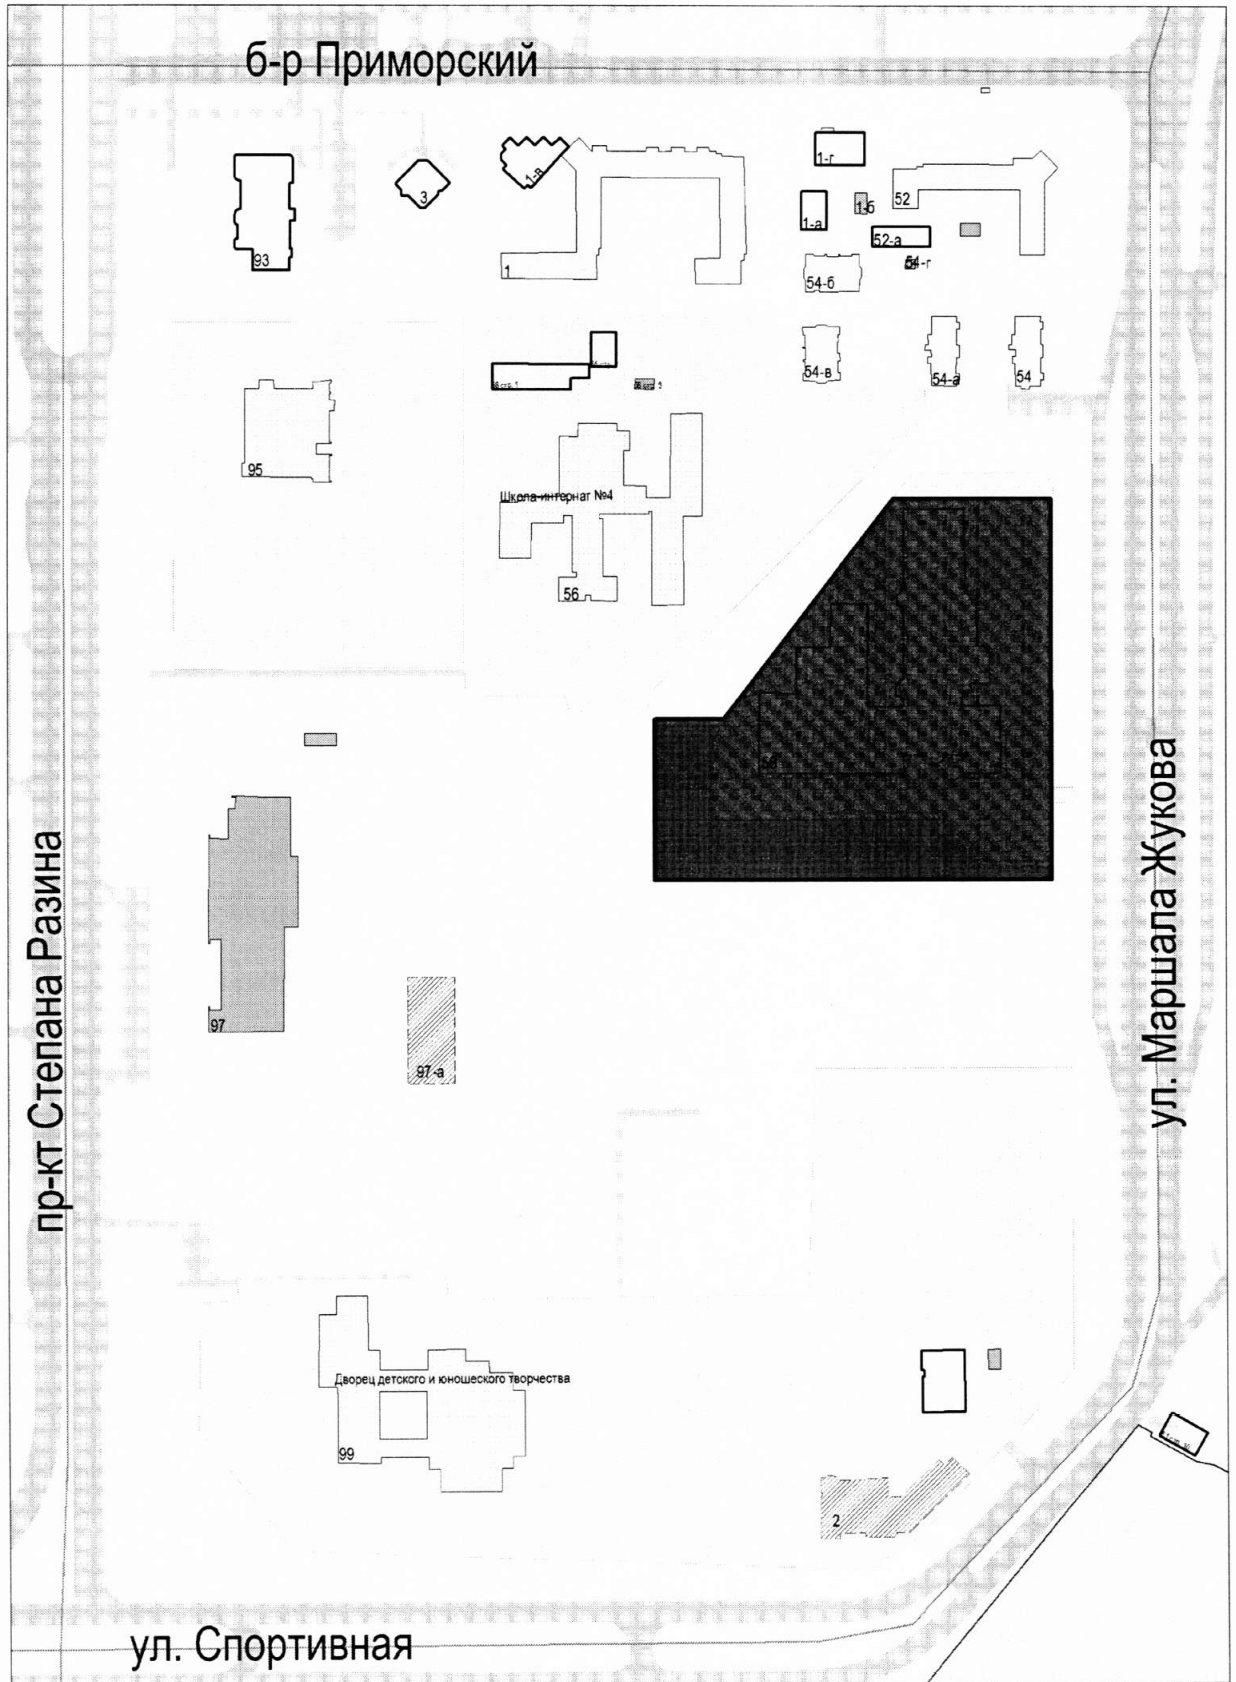 б-р Приморский
1-г
1-в
3
52
1-б
1-а
52-а
93
1
54-г
54-б
54-в
54-а
54
95
Школа-интернат №4
56
ул. Маршала Жукова
пр-кт Степана Разина
97
97-а
Дворец детского и юношеского творчества
99
2
ул. Спортивная